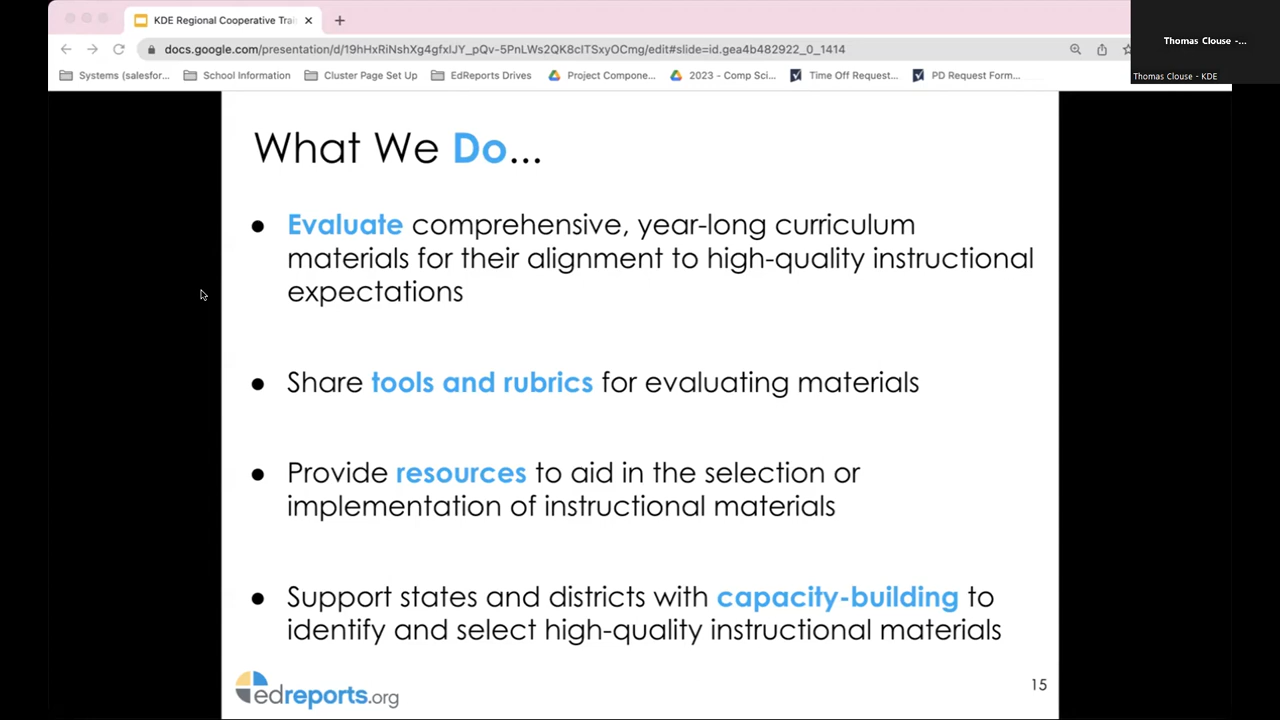 KDE Regional Cooperative Trai
docs.google.com/presentation/d/19hHxRiNshXg4gfxlJY_pQv-5PnLWs2QK8clTSxyOCmg/edit#slide=id.gea4b482922_0_1414
Thomas Clouse -...
Thomas Clouse - KDE
Systems (salesfor...
School Information
Cluster Page Set Up
EdReports Drives
Project Compone...
2023 - Comp Sci...
Time Off Request...
PD Request Form...
What We Do...
● Evaluate comprehensive, year-long curriculum
materials for their alignment to high-quality instructional
expectations
● Share tools and rubrics for evaluating materials
● Provide resources to aid in the selection or
implementation of instructional materials
● Support states and districts with capacity-building to
identify and select high-quality instructional materials
edreports.org
15